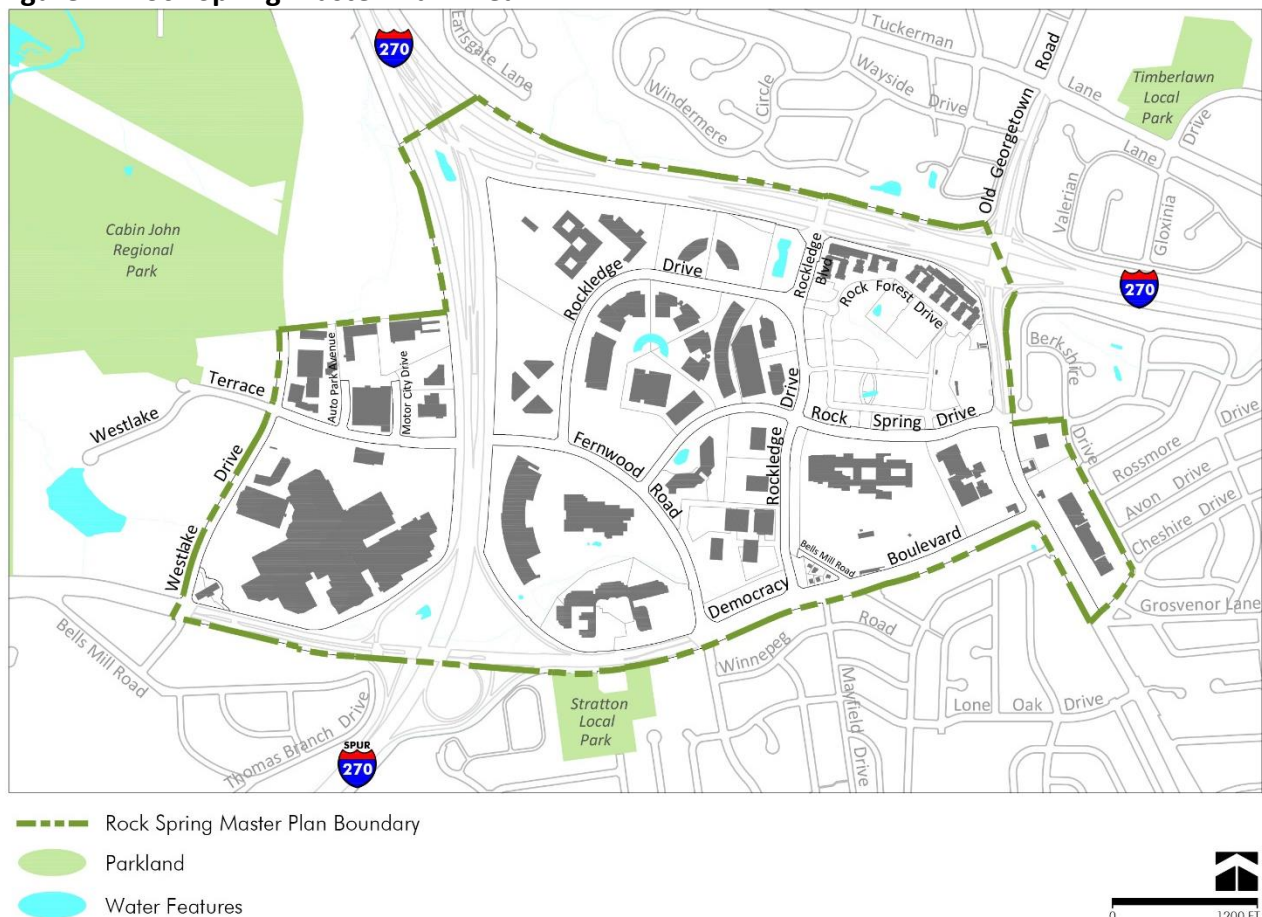 Spring Master Plan
270
Earlsgate Lane
Tuckerman
Lane
Lane
Wayside Drive
Windermere Circle
Old Georgetown Road
Timberlawn
Local
Park
Drive
Gloxinia
Valerian
Cabin John
Regional
Park
Rockledge Drive
Rockledge
Blvd
Rock Forest Drive
270
Berkshire
Drive
Auto Park Avenue
Motor City Drive
Westlake Terrace
Westlake Drive
Drive
Rockledge
Rock Spring Drive
Fernwood
Road
Rossmore Drive
Avon Drive
Cheshire Drive
Grosvenor Lane
Bells Mill Road
Democracy Boulevard
Bells Mill Road
Winnepeg Road
Mayfield Drive
Lone Oak Drive
Stratton
Local
Park
Thomas Branch Drive
SPUR
270
Rock Spring Master Plan Boundary
Parkland
Water Features
0 1200 FT